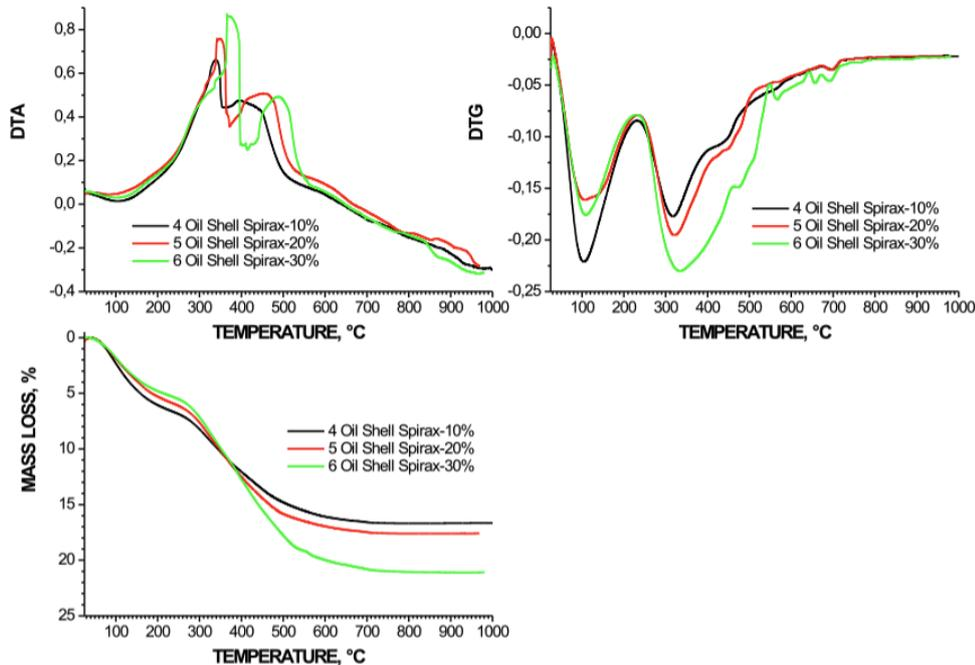 0,8
0,6
0,4
0,2
0,0
-0,2
-0,4
DTA
4 Oil Shell Spirax-10%
5 Oil Shell Spirax-20%
6 Oil Shell Spirax-30%
100 200 300 400 500 600 700 800 900 1000
TEMPERATURE, °C
0,00
-0,05
-0,10
-0,15
-0,20
-0,25
DTG
4 Oil Shell Spirax-10%
5 Oil Shell Spirax-20%
6 Oil Shell Spirax-30%
100 200 300 400 500 600 700 800 900 1000
TEMPERATURE, °C
0
5
10
15
20
25
MASS LOSS, %
4 Oil Shell Spirax-10%
5 Oil Shell Spirax-20%
6 Oil Shell Spirax-30%
100 200 300 400 500 600 700 800 900 1000
TEMPERATURE, °C